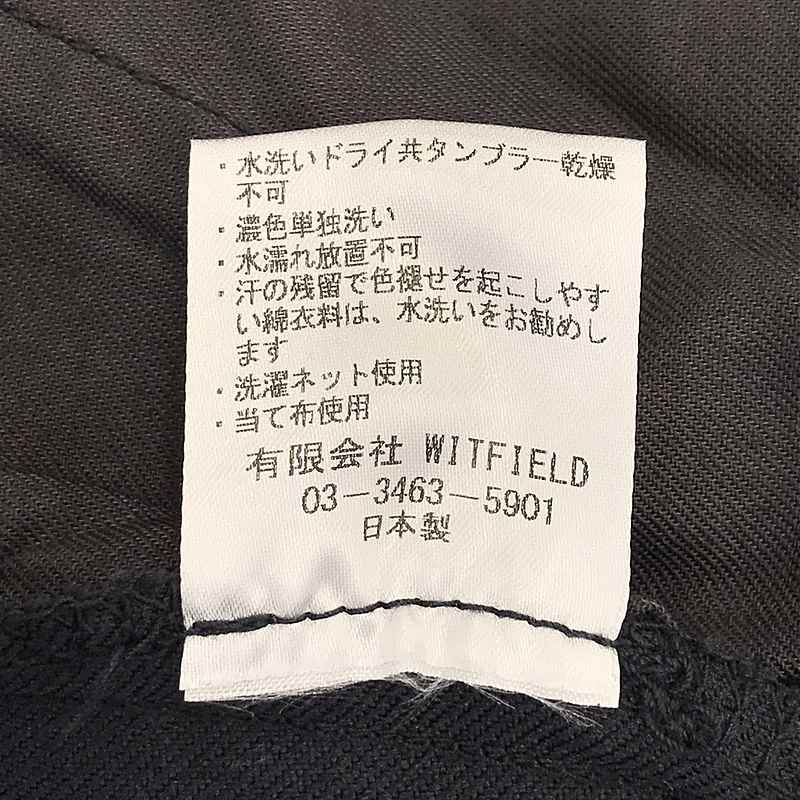 ・水洗いドライ共タンブラー乾燥
不可
・濃色単独洗い
・水濡れ放置不可
・汗の残留で色褪せを起こしやす
い綿衣料は、水洗いをお勧めし
ます
・洗濯ネット使用
・当て布使用
有限会社 WITFIELD
03-3463-5901
日本製